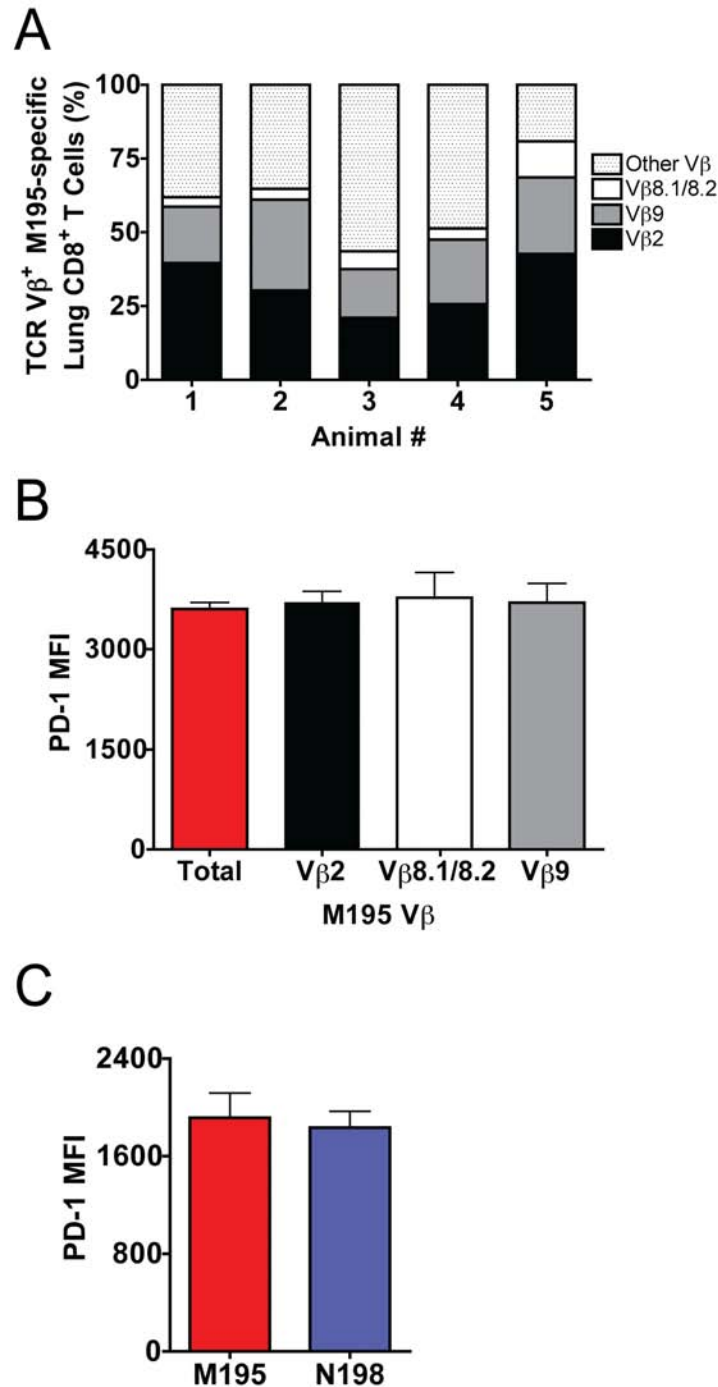 A
TCR Vβ⁺ M195-specific
Lung CD8⁺ T Cells (%)
100
75
50
25
0
1 2 3 4 5
Animal #
Other Vβ
Vβ8.1/8.2
Vβ9
Vβ2
B
PD-1 MFI
4500
3000
1500
0
Total Vβ2 Vβ8.1/8.2 Vβ9
M195 Vβ
C
PD-1 MFI
2400
1600
800
0
M195 N198